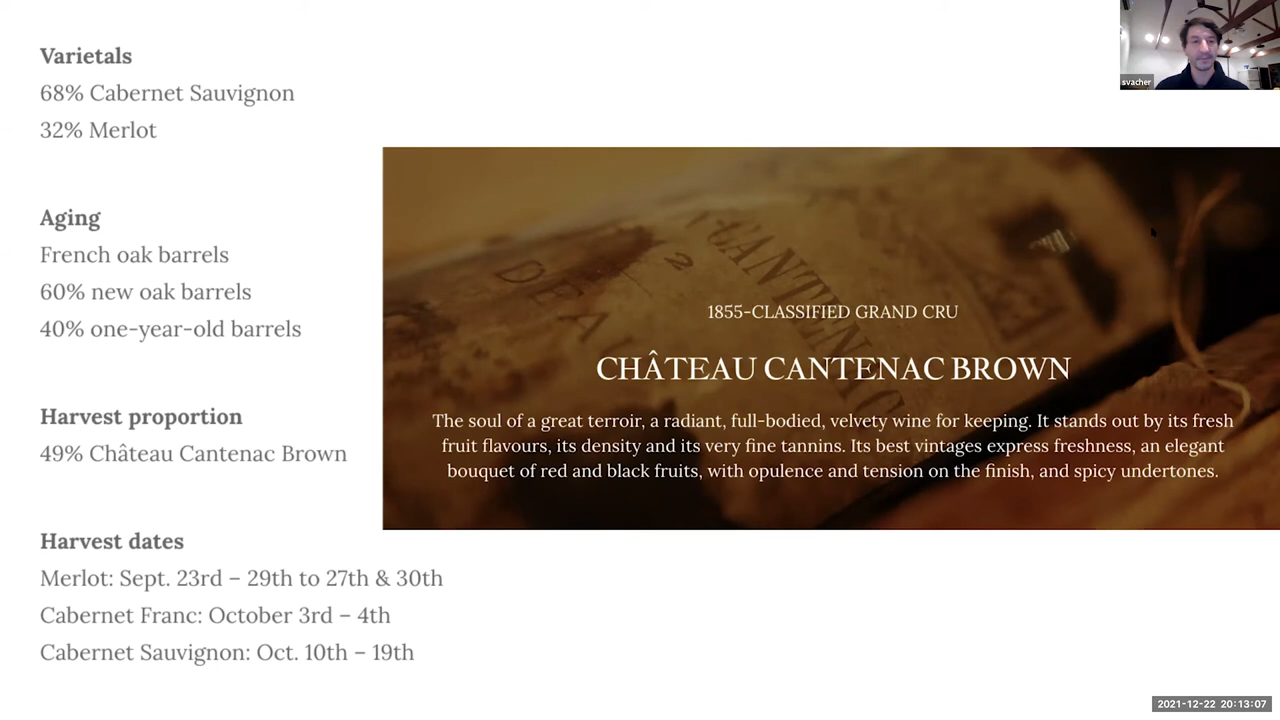 Varietals
68% Cabernet Sauvignon
32% Merlot
Aging
French oak barrels
60% new oak barrels
40% one-year-old barrels
Harvest proportion
49% Château Cantenac Brown
Harvest dates
Merlot: Sept. 23rd – 29th to 27th & 30th
Cabernet Franc: October 3rd – 4th
Cabernet Sauvignon: Oct. 10th – 19th
svacher
CANTENAC
2
1855-CLASSIFIED GRAND CRU
CHÂTEAU CANTENAC BROWN
The soul of a great terroir, a radiant, full-bodied, velvety wine for keeping. It stands out by its fresh
fruit flavours, its density and its very fine tannins. Its best vintages express freshness, an elegant
bouquet of red and black fruits, with opulence and tension on the finish, and spicy undertones.
2021-12-22 20:13:07